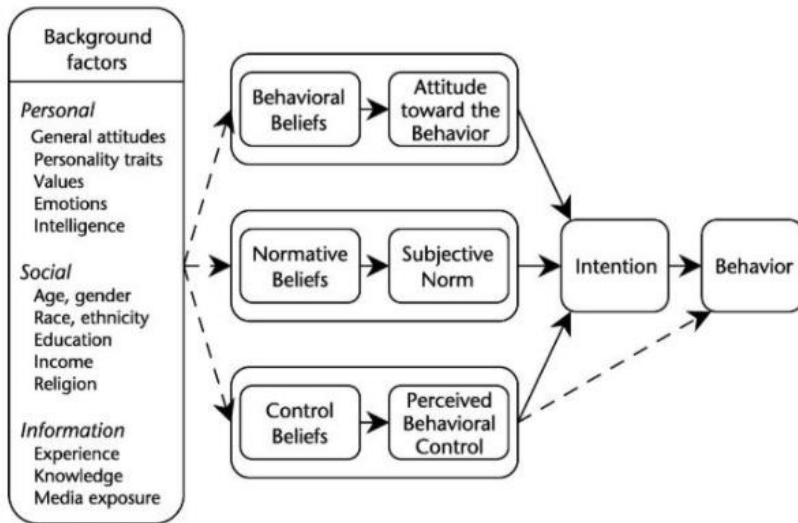 Background
factors
Personal
General attitudes
Personality traits
Values
Emotions
Intelligence
Social
Age, gender
Race, ethnicity
Education
Income
Religion
Information
Experience
Knowledge
Media exposure
Behavioral
Beliefs
Attitude
toward the
Behavior
Normative
Beliefs
Subjective
Norm
Control
Beliefs
Perceived
Behavioral
Control
Intention
Behavior